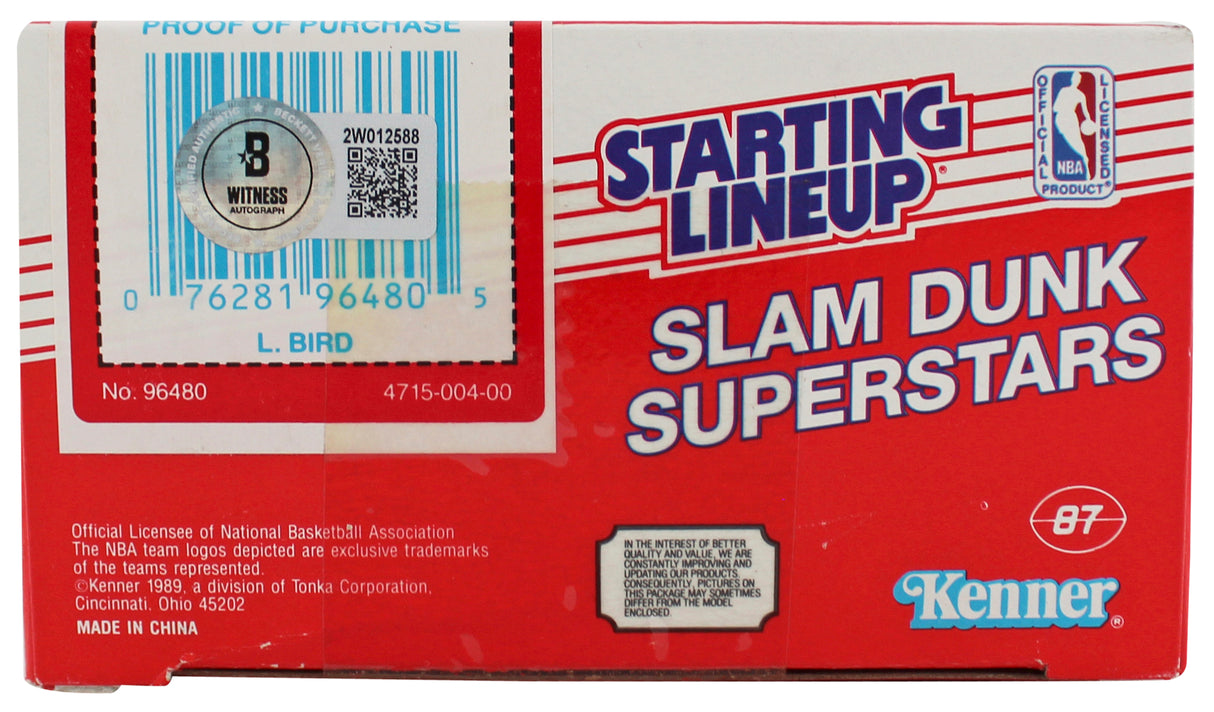 PROOF OF PURCHASE
CERTIFIED AUTHENTIC ★ BECKETT
B
WITNESS
AUTOGRAPH
2W012588
0 76281 96480 5
L. BIRD
No. 96480 4715-004-00
STARTING
LINEUP®
OFFICIAL LICENSED
NBA
PRODUCT®
SLAM DUNK
SUPERSTARS
Official Licensee of National Basketball Association
The NBA team logos depicted are exclusive trademarks
of the teams represented.
©Kenner 1989, a division of Tonka Corporation,
Cincinnati, Ohio 45202
MADE IN CHINA
IN THE INTEREST OF BETTER
QUALITY AND VALUE, WE ARE
CONSTANTLY IMPROVING AND
UPDATING OUR PRODUCTS.
CONSEQUENTLY, PICTURES ON
THIS PACKAGE MAY SOMETIMES
DIFFER FROM THE MODEL
ENCLOSED.
87
Kenner®